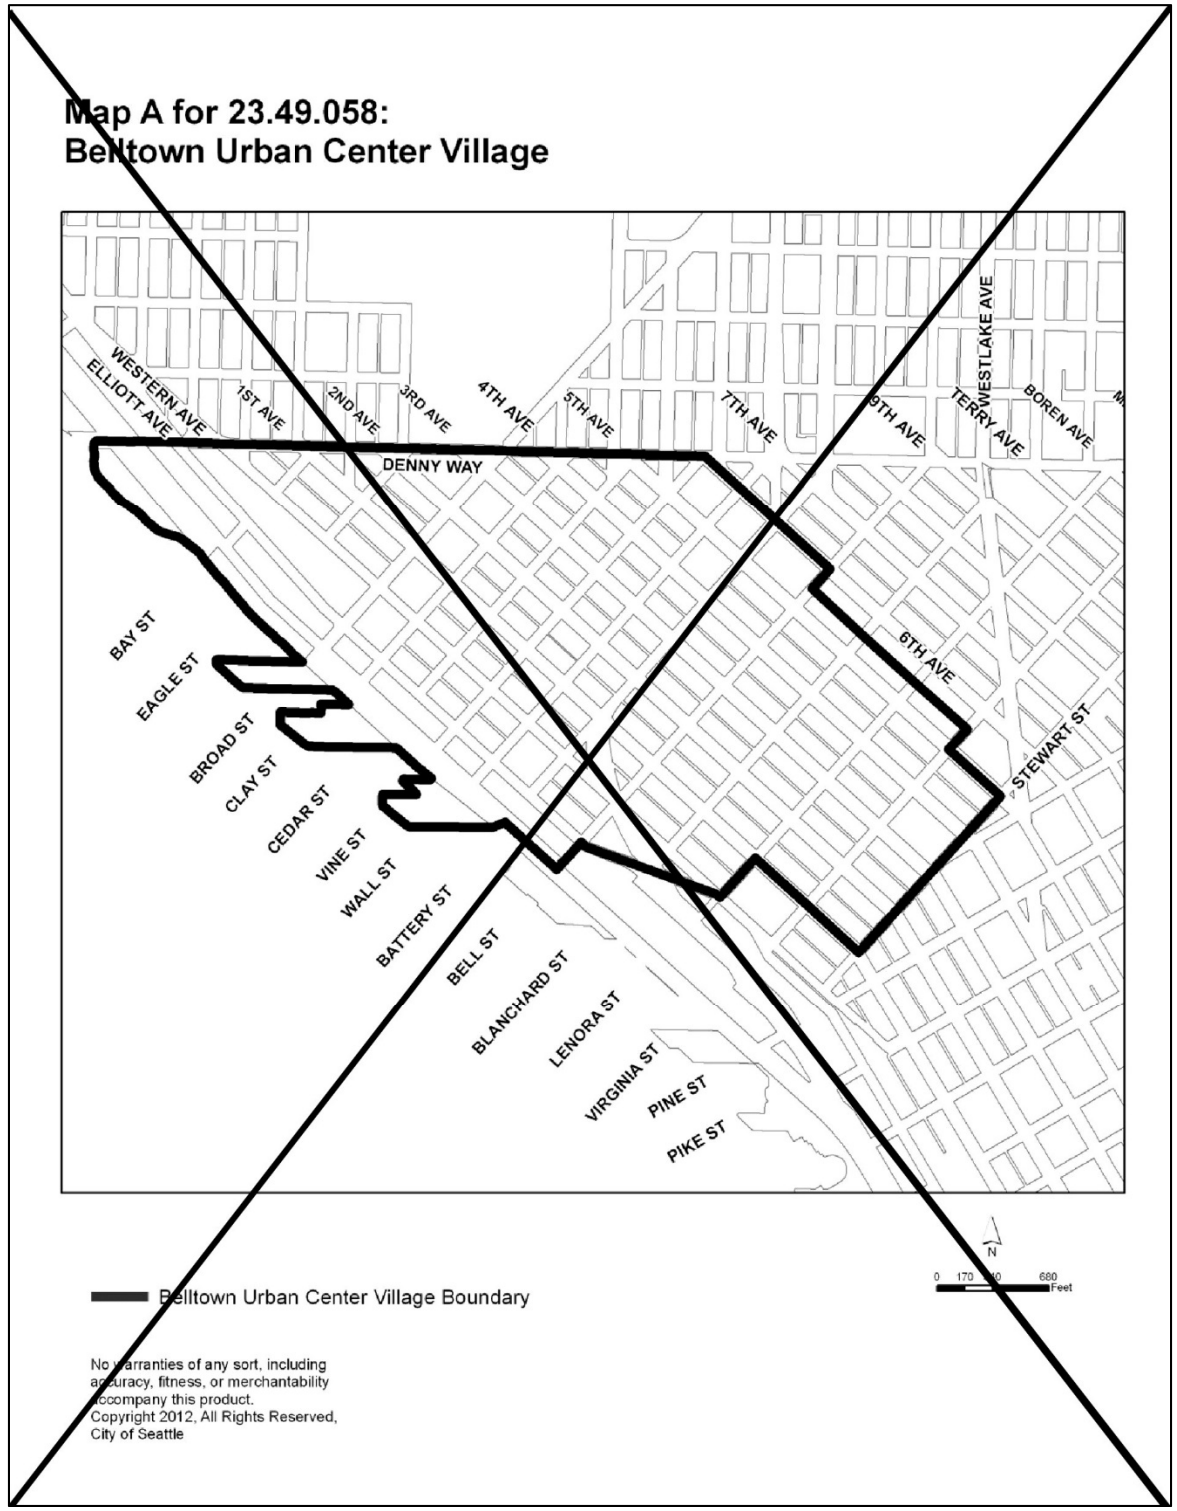 Map A for 23.49.058:
Belltown Urban Center Village
WESTLAKE AVE
WESTERN AVE
ELLIOTT AVE
1ST AVE
2ND AVE
3RD AVE
4TH AVE
5TH AVE
7TH AVE
9TH AVE
TERRY AVE
BOREN AVE
DENNY WAY
6TH AVE
STEWART ST
BAY ST
EAGLE ST
BROAD ST
CLAY ST
CEDAR ST
VINE ST
WALL ST
BATTERY ST
BELL ST
BLANCHARD ST
LENORA ST
VIRGINIA ST
PINE ST
PIKE ST
N
0 170 340 680
Feet
Belltown Urban Center Village Boundary
No warranties of any sort, including
accuracy, fitness, or merchantability
accompany this product.
Copyright 2012, All Rights Reserved,
City of Seattle